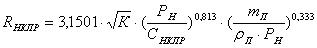 R_НКПР = 3,1501 · √K · (P_Н / C_НКПР)^0,813 · (m_П / (ρ_П · P_Н))^0,333